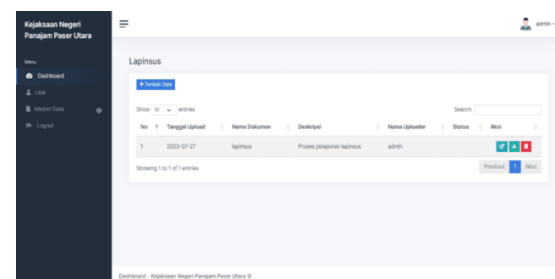 Kejaksaan Negeri
Panajam Paser Utara
admin
Menu
Dashboard
User
Master Data
Logout
Lapinsus
+ Tambah Data
Show 10 entries
Search:
No Tanggal Upload Nama Dokumen Deskripsi Nama Uploader Status Aksi
1 2023-07-27 lapinsus Proses pelaporan lapinsus admin
Showing 1 to 1 of 1 entries
Previous 1 Next
Dashboard - Kejaksaan Negeri Panajam Paser Utara ©